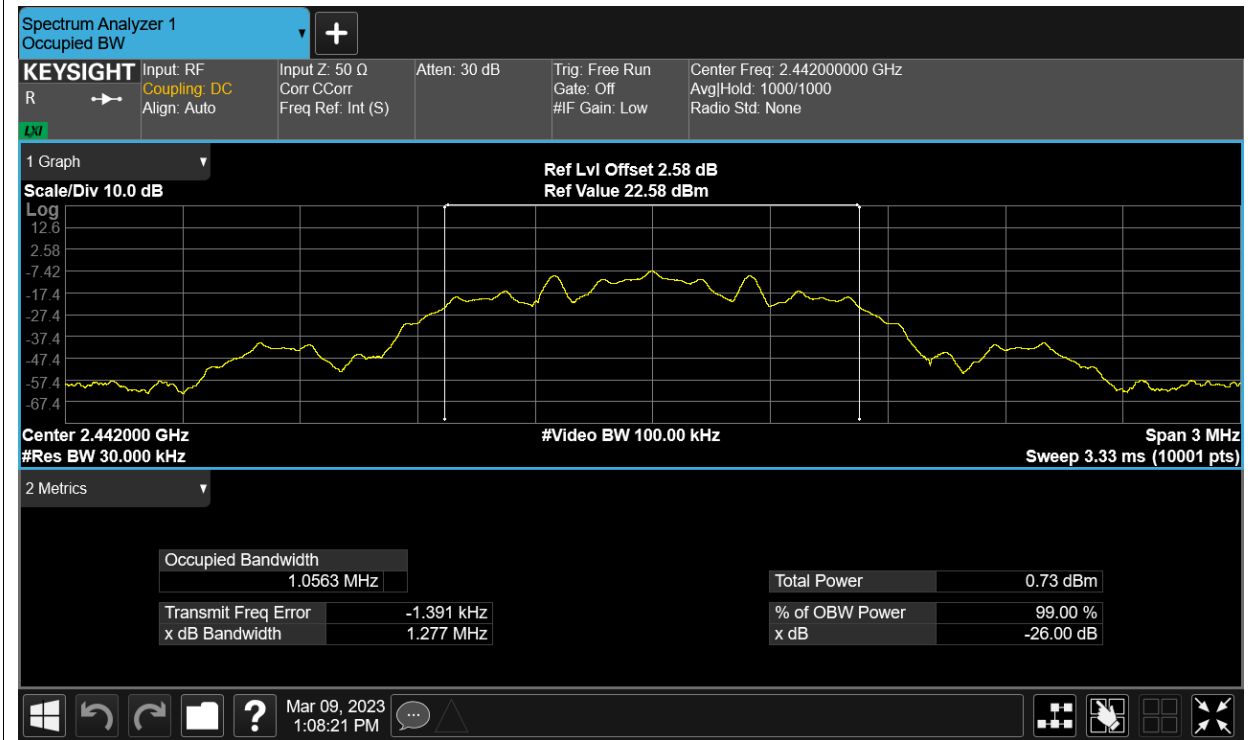 Spectrum Analyzer 1
Occupied BW
KEYSIGHT
R
LXI
Input: RF
Coupling: DC
Align: Auto
Input Z: 50 Ω
Corr CCorr
Freq Ref: Int (S)
Atten: 30 dB
Trig: Free Run
Gate: Off
#IF Gain: Low
Center Freq: 2.442000000 GHz
Avg|Hold: 1000/1000
Radio Std: None
1 Graph
Scale/Div 10.0 dB
Ref Lvl Offset 2.58 dB
Ref Value 22.58 dBm
Log
12.6
2.58
-7.42
-17.4
-27.4
-37.4
-47.4
-57.4
-67.4
Center 2.442000 GHz
#Res BW 30.000 kHz
#Video BW 100.00 kHz
Span 3 MHz
Sweep 3.33 ms (10001 pts)
2 Metrics
Occupied Bandwidth
1.0563 MHz
Transmit Freq Error -1.391 kHz
x dB Bandwidth 1.277 MHz
Total Power 0.73 dBm
% of OBW Power 99.00 %
x dB -26.00 dB
?
Mar 09, 2023
1:08:21 PM